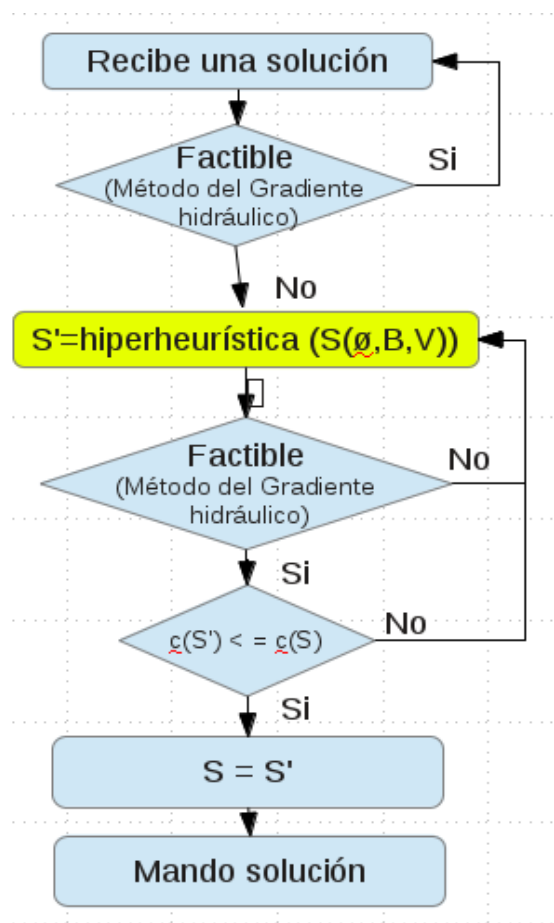 Recibe una solución
Factible
Si
(Método del Gradiente
hidráulico)
No
S'=hiperheurística (S(ø,B,V))
Factible
No
(Método del Gradiente
hidráulico)
Si
c(S') < = c(S)
No
Si
S = S'
Mando solución